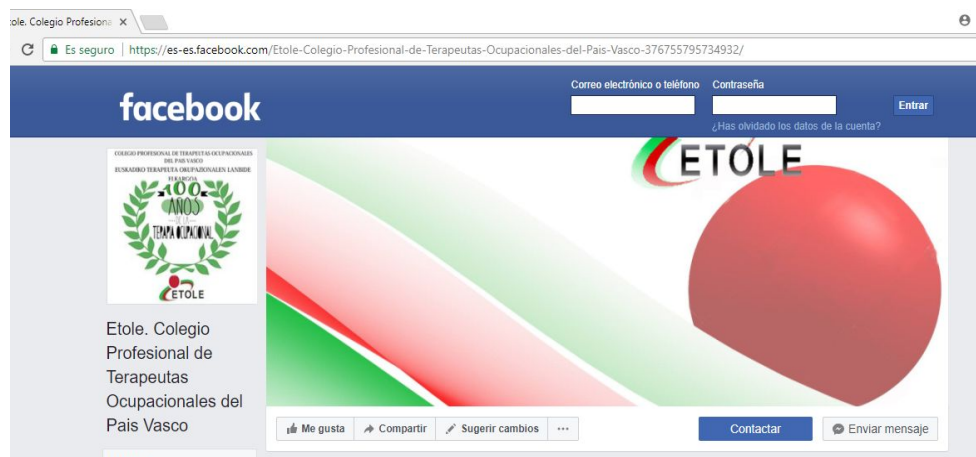 tole. Colegio Profesiona
Es seguro https://es-es.facebook.com/Etole-Colegio-Profesional-de-Terapeutas-Ocupacionales-del-Pais-Vasco-376755795734932/
Correo electrónico o teléfono Contraseña
facebook
Entrar
¿Has olvidado los datos de la cuenta?
COLEGIO PROFESIONAL DE TERAPEUTAS OCUPACIONALES
DEL PAIS VASCO
EUSKADIKO TERAPEUTA OKUPAZIONALEN LANBIDE
ELKARGOA
100
AÑOS
DE LA
TERAPIA OCUPACIONAL
ETOLE
ETOLE
Etole. Colegio
Profesional de
Terapeutas
Ocupacionales del
Pais Vasco
Me gusta Compartir Sugerir cambios ... Contactar Enviar mensaje